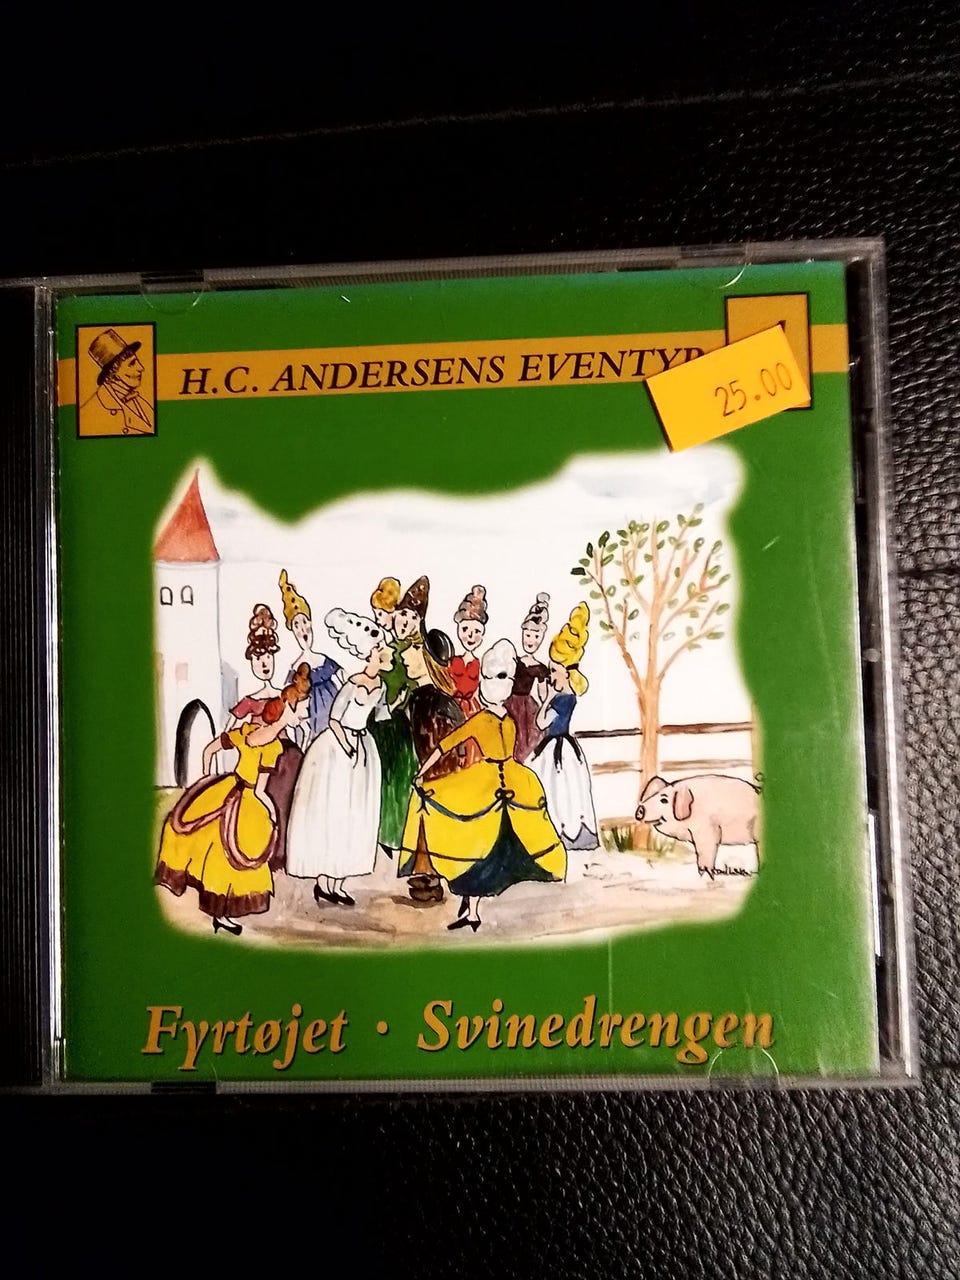 H.C. ANDERSENS EVENTYR
25.00
Fyrtøjet · Svinedrengen